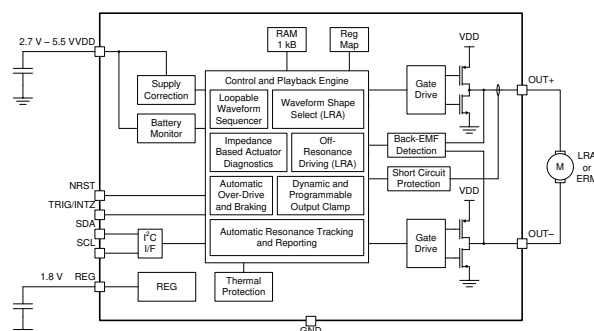 2.7 V – 5.5 VVDD
RAM
1 kB
Reg
Map
VDD
Supply
Correction
Battery
Monitor
Control and Playback Engine
Loopable
Waveform
Sequencer
Waveform Shape
Select (LRA)
Impedance
Based Actuator
Diagnostics
Off-
Resonance
Driving (LRA)
Automatic
Over-Drive
and Braking
Dynamic and
Programmable
Output Clamp
Automatic Resonance Tracking
and Reporting
Gate
Drive
OUT+
Back-EMF
Detection
Short Circuit
Protection
M
LRA
or
ERM
VDD
Gate
Drive
OUT–
NRST
TRIG/INTZ
SDA
SCL
I2C
I/F
1.8 V
REG
REG
Thermal
Protection
GND